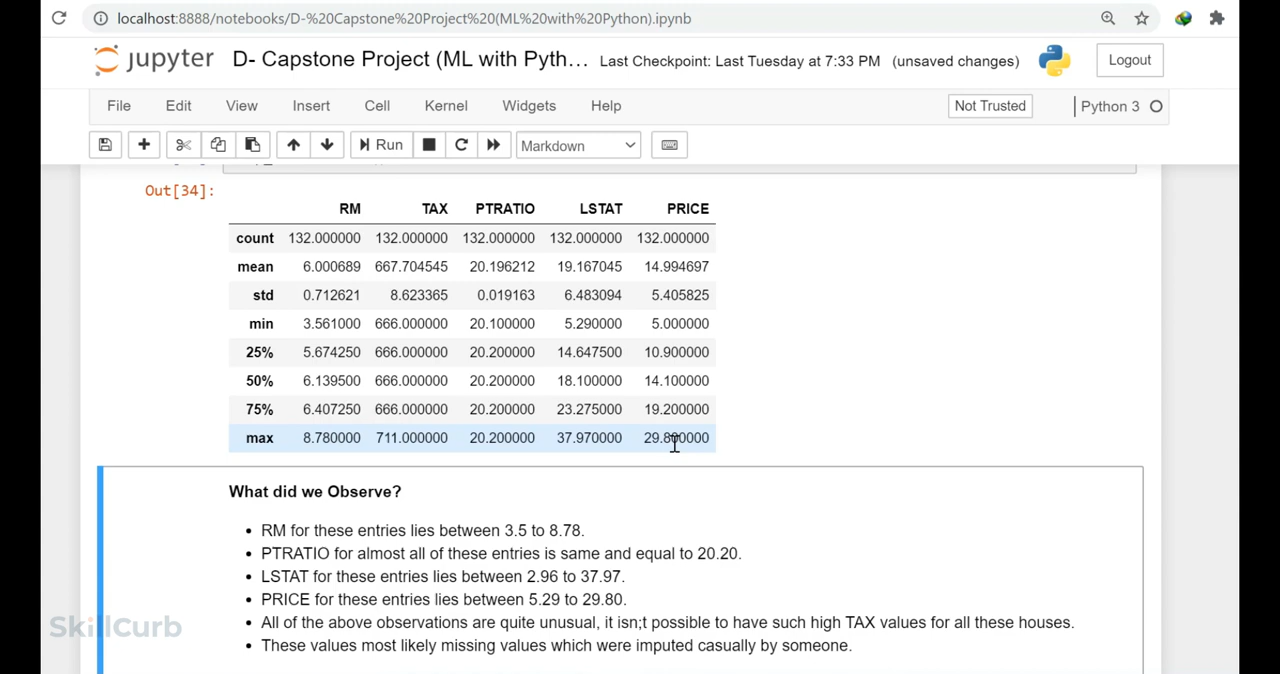 localhost:8888/notebooks/D-%20Capstone%20Project%20(ML%20with%20Python).ipynb
jupyter D- Capstone Project (ML with Pyth... Last Checkpoint: Last Tuesday at 7:33 PM (unsaved changes) Logout
File Edit View Insert Cell Kernel Widgets Help Not Trusted Python 3
Run Markdown
Out[34]:
RM TAX PTRATIO LSTAT PRICE
count 132.000000 132.000000 132.000000 132.000000 132.000000
mean 6.000689 667.704545 20.196212 19.167045 14.994697
std 0.712621 8.623365 0.019163 6.483094 5.405825
min 3.561000 666.000000 20.100000 5.290000 5.000000
25% 5.674250 666.000000 20.200000 14.647500 10.900000
50% 6.139500 666.000000 20.200000 18.100000 14.100000
75% 6.407250 666.000000 20.200000 23.275000 19.200000
max 8.780000 711.000000 20.200000 37.970000 29.800000
What did we Observe?
• RM for these entries lies between 3.5 to 8.78.
• PTRATIO for almost all of these entries is same and equal to 20.20.
• LSTAT for these entries lies between 2.96 to 37.97.
• PRICE for these entries lies between 5.29 to 29.80.
• All of the above observations are quite unusual, it isn;t possible to have such high TAX values for all these houses.
• These values most likely missing values which were imputed casually by someone.
SkillCurb